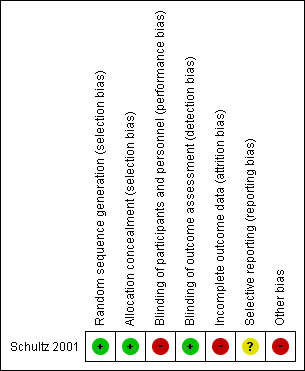 Random sequence generation (selection bias)
Allocation concealment (selection bias)
Blinding of participants and personnel (performance bias)
Blinding of outcome assessment (detection bias)
Incomplete outcome data (attrition bias)
Selective reporting (reporting bias)
Other bias
Schultz 2001 + + - + - ? -